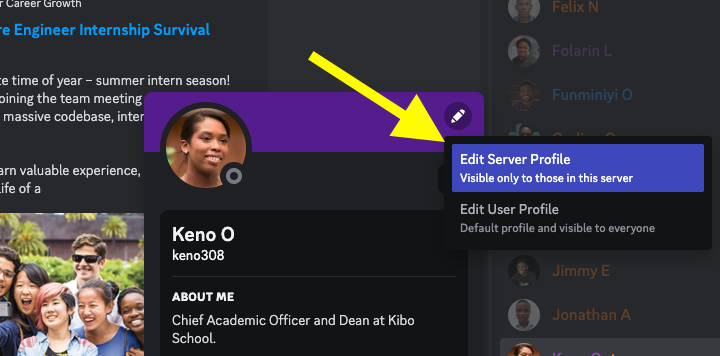 or Career Growth
re Engineer Internship Survival
te time of year – summer intern season!
oining the team meeting
massive codebase, inter
arn valuable experience,
life of a
Keno O
keno308
ABOUT ME
Chief Academic Officer and Dean at Kibo
School.
Edit Server Profile
Visible only to those in this server
Edit User Profile
Default profile and visible to everyone
Felix N
Folarin L
Funminiyi O
Jimmy E
Jonathan A